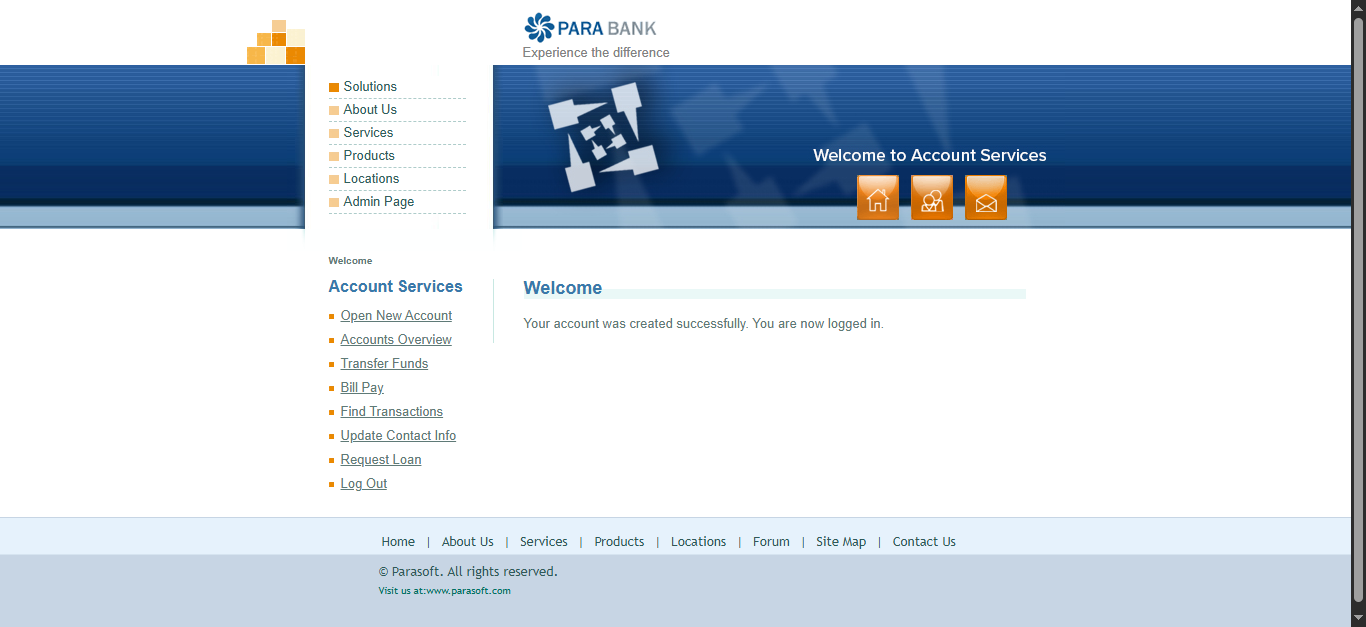 PARA BANK
Experience the difference
Solutions
About Us
Services
Products
Locations
Admin Page
Welcome to Account Services
Welcome
Account Services
Open New Account
Accounts Overview
Transfer Funds
Bill Pay
Find Transactions
Update Contact Info
Request Loan
Log Out
Welcome
Your account was created successfully. You are now logged in.
Home | About Us | Services | Products | Locations | Forum | Site Map | Contact Us
© Parasoft. All rights reserved.
Visit us at:www.parasoft.com